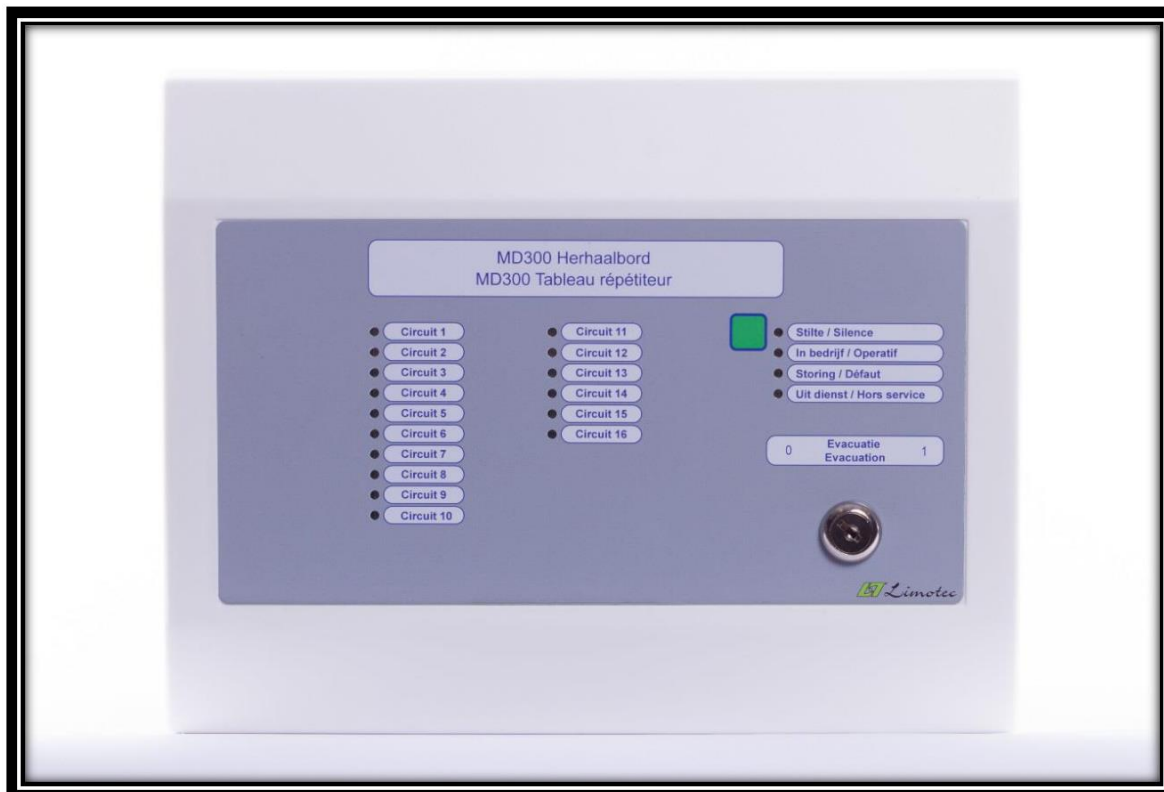 MD300 Herhaalbord
MD300 Tableau répétiteur
Circuit 1
Circuit 2
Circuit 3
Circuit 4
Circuit 5
Circuit 6
Circuit 7
Circuit 8
Circuit 9
Circuit 10
Circuit 11
Circuit 12
Circuit 13
Circuit 14
Circuit 15
Circuit 16
Stilte / Silence
In bedrijf / Operatif
Storing / Défaut
Uit dienst / Hors service
0 Evacuatie 1
Evacuation
Limotec